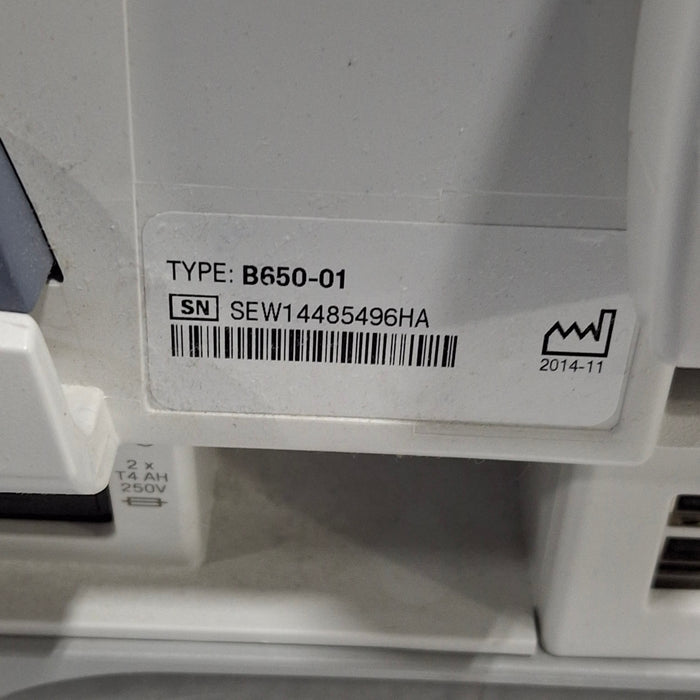 TYPE: B650-01
SN SEW14485496HA
2014-11
2 x
T4 AH
250V